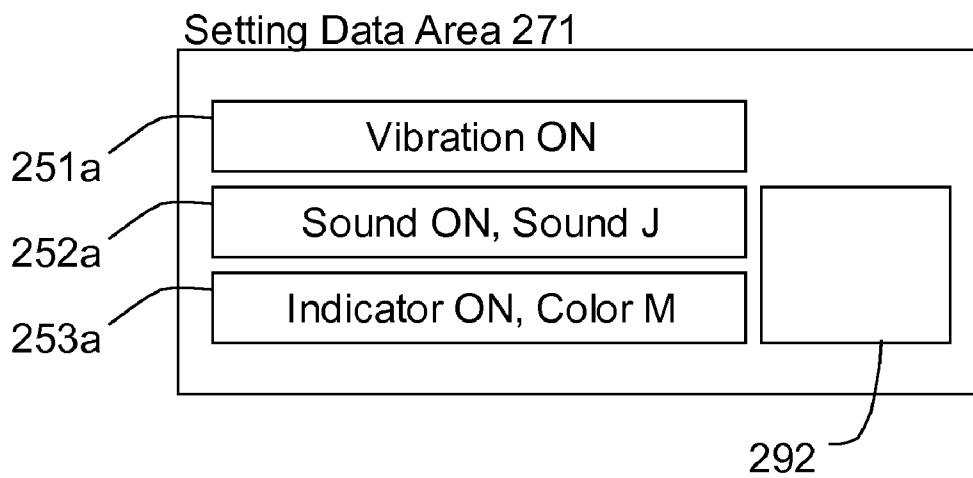 Setting Data Area 271
Vibration ON
251a
Sound ON, Sound J
252a
Indicator ON, Color M
253a
292